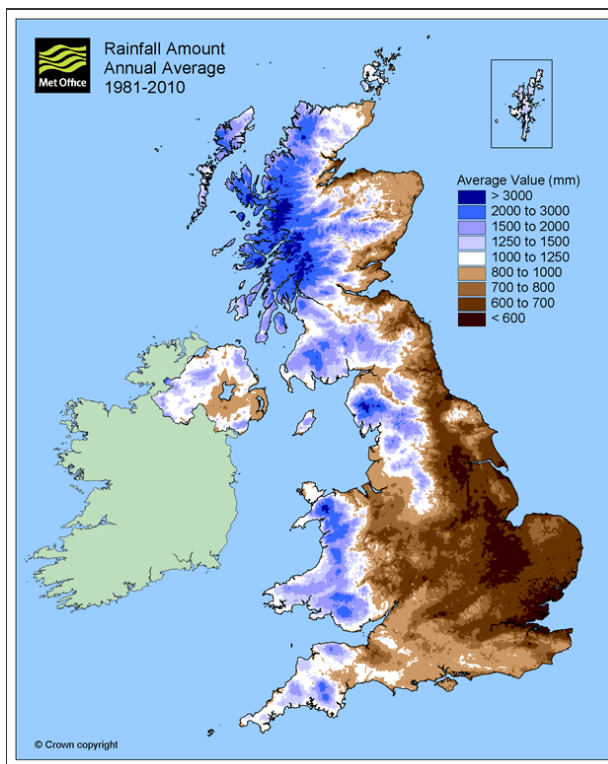 Met Office
Rainfall Amount
Annual Average
1981-2010
Average Value (mm)
> 3000
2000 to 3000
1500 to 2000
1250 to 1500
1000 to 1250
800 to 1000
700 to 800
600 to 700
< 600
© Crown copyright